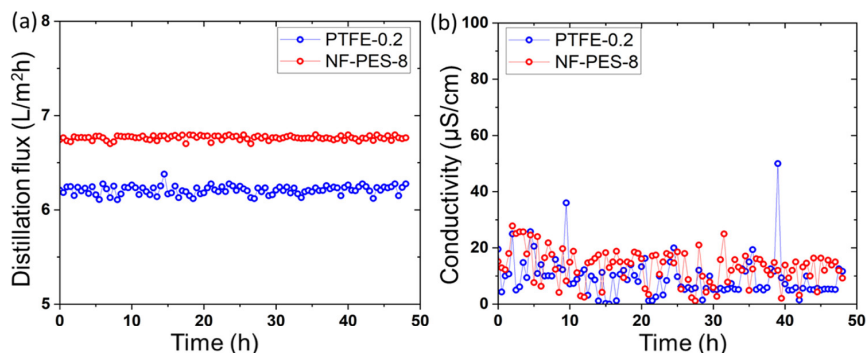 (a)
8
7
6
5
Distillation flux (L/m²h)
PTFE-0.2
NF-PES-8
0 10 20 30 40 50
Time (h)
(b)
100
80
60
40
20
0
Conductivity (µS/cm)
PTFE-0.2
NF-PES-8
0 10 20 30 40 50
Time (h)